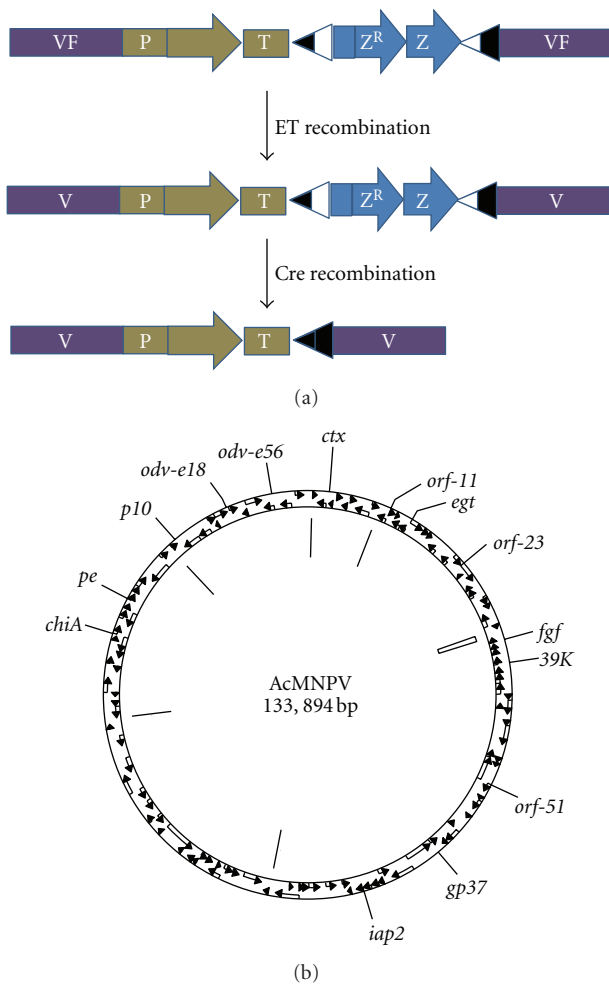 VF P T Z^R Z VF
ET recombination
V P T Z^R Z V
Cre recombination
V P T V
(a)
ctx
odv-e56
odv-e18
orf-11
egt
p10
orf-23
pe
chiA
fgf
39K
AcMNPV
133, 894 bp
orf-51
gp37
iap2
(b)